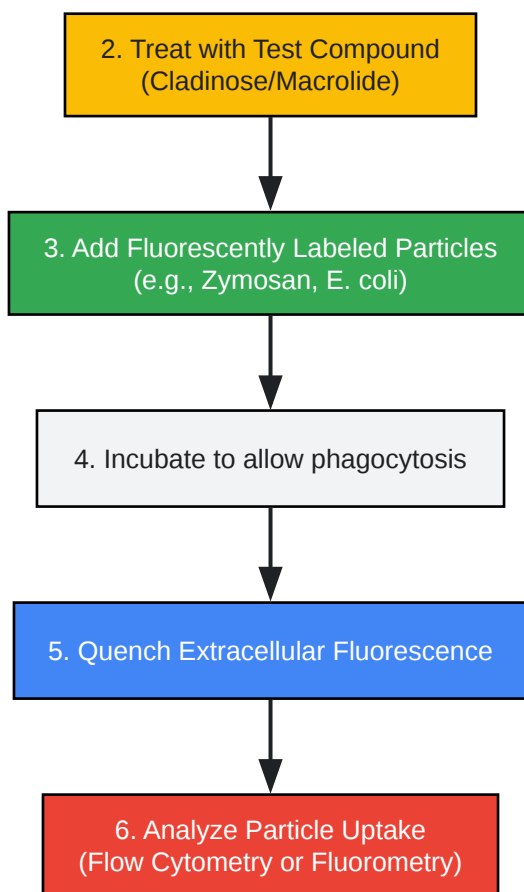 2. Treat with Test Compound
(Cladinose/Macrolide)
3. Add Fluorescently Labeled Particles
(e.g., Zymosan, E. coli)
4. Incubate to allow phagocytosis
5. Quench Extracellular Fluorescence
6. Analyze Particle Uptake
(Flow Cytometry or Fluorometry)